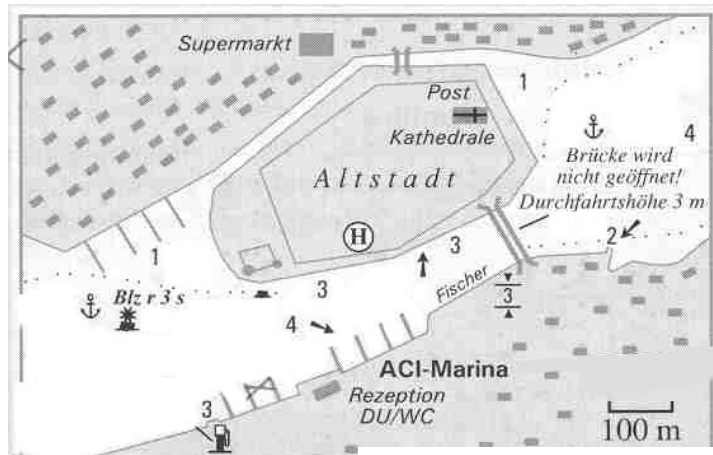 Supermarkt
1
Post
Kathedrale
4
Brücke wird
nicht geöffnet!
Durchfahrtshöhe 3 m
Altstadt
H
3
2
1
3
Fischer
3
Blz r 3 s
4
ACI-Marina
Rezeption
DU/WC
3
100 m